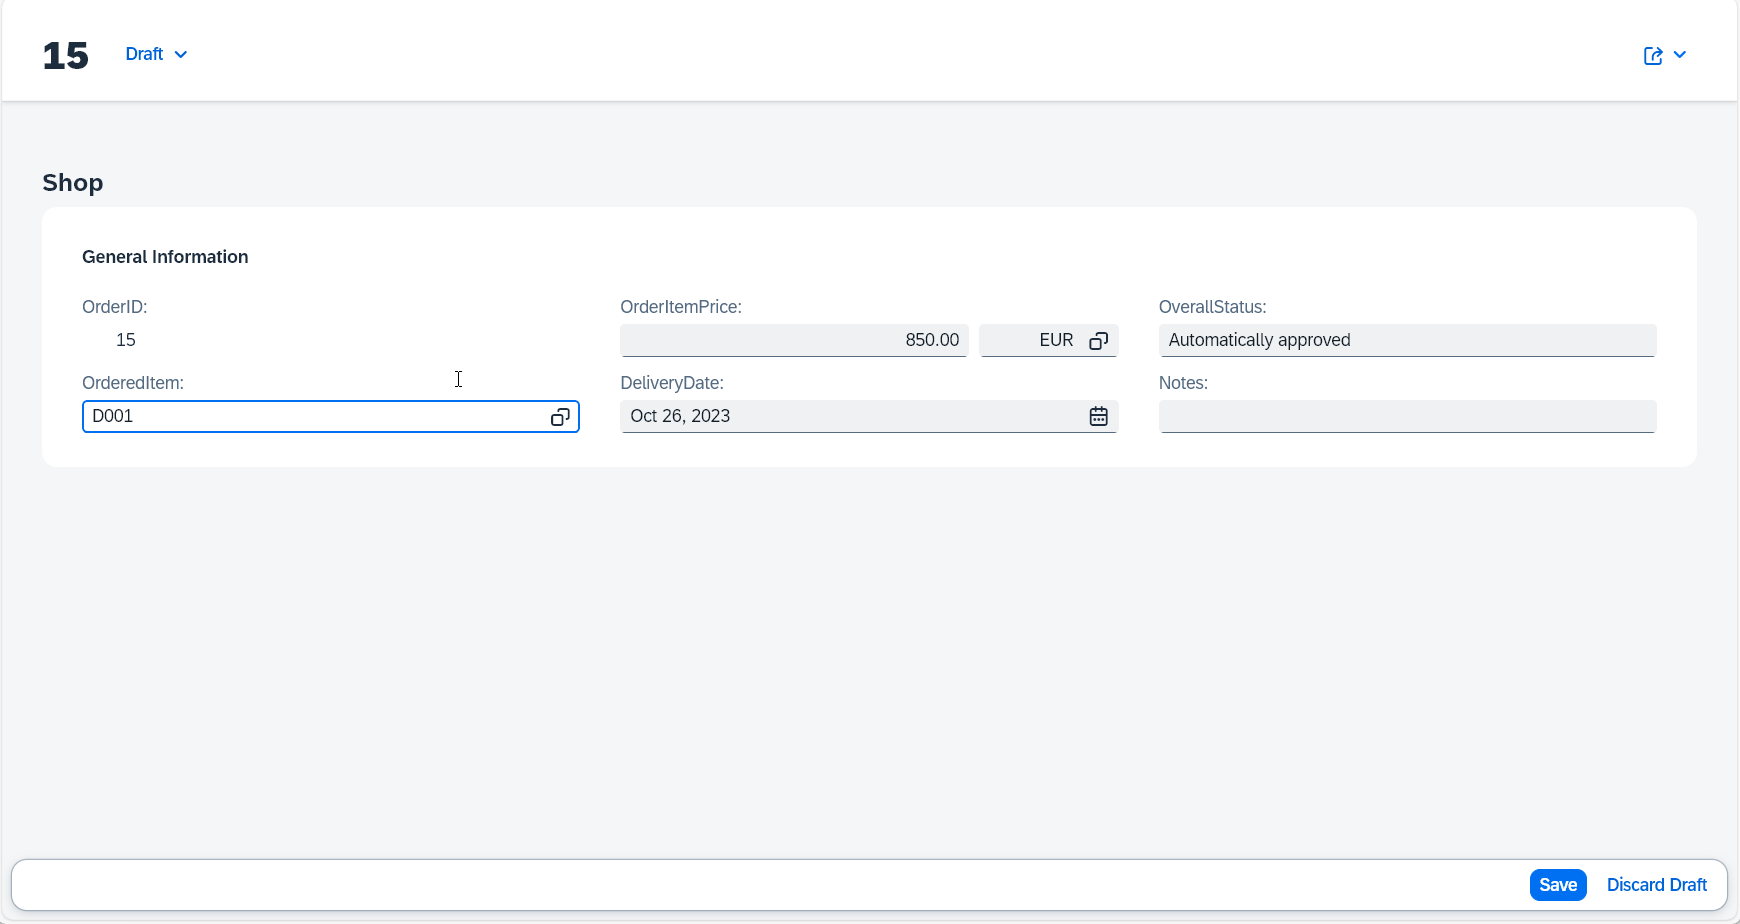 15 Draft
Shop
General Information
OrderID:
15
OrderedItem:
D001
OrderItemPrice:
850.00 EUR
DeliveryDate:
Oct 26, 2023
OverallStatus:
Automatically approved
Notes:
Save Discard Draft